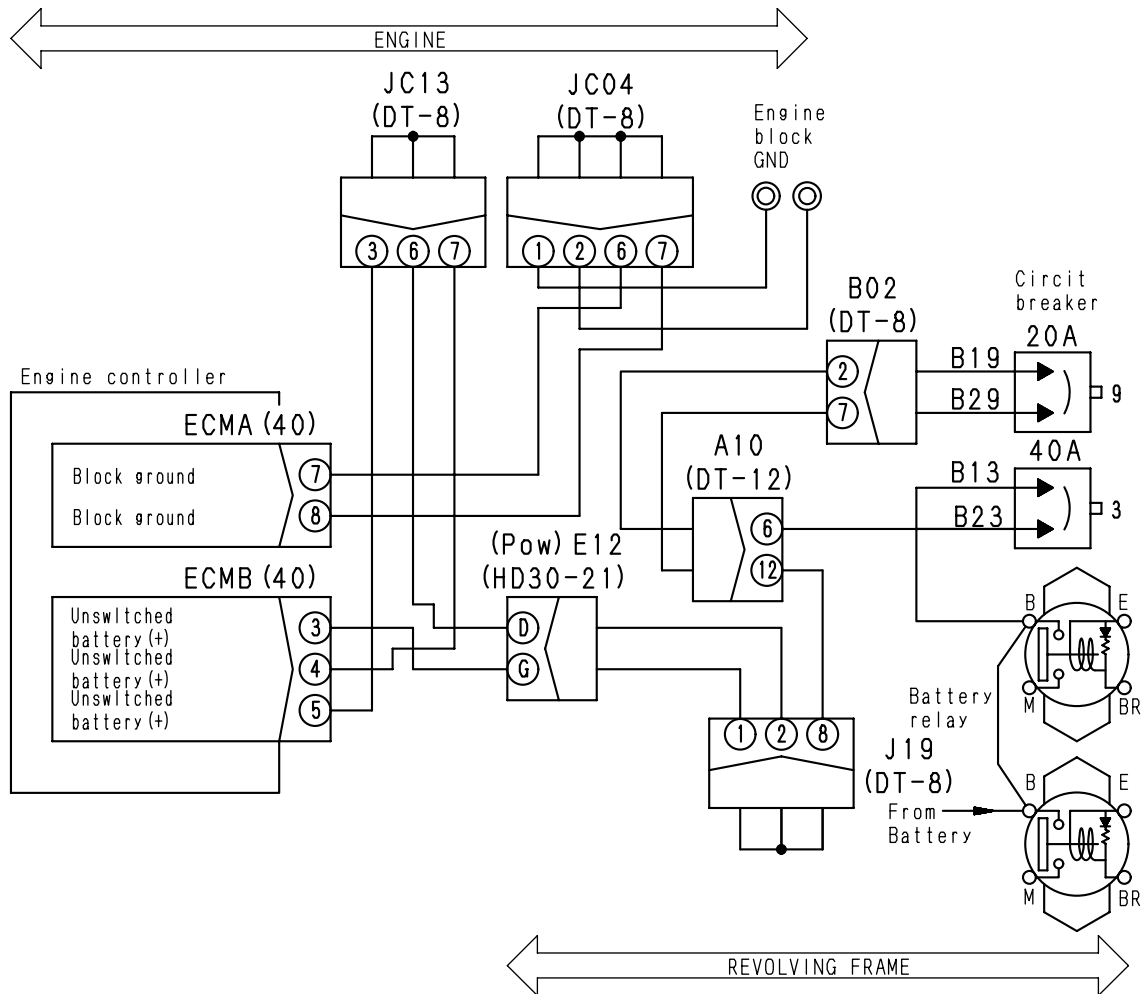 ENGINE
JC13
(DT-8)
JC04
(DT-8)
Engine
block
GND
3
6
7
1
2
6
7
B02
(DT-8)
Circit
breaker
20A
2
B19
9
7
B29
Engine controller
ECMA (40)
Block ground
7
Block ground
8
A10
(DT-12)
40A
B13
3
6
B23
12
(Pow) E12
(HD30-21)
D
G
ECMB (40)
Unswltched
battery (+)
3
Unswltched
battery (+)
4
Unswltched
battery (+)
5
B
E
M
BR
Battery
relay
1
2
8
J19
(DT-8)
From
Battery
B
E
M
BR
REVOLVING FRAME